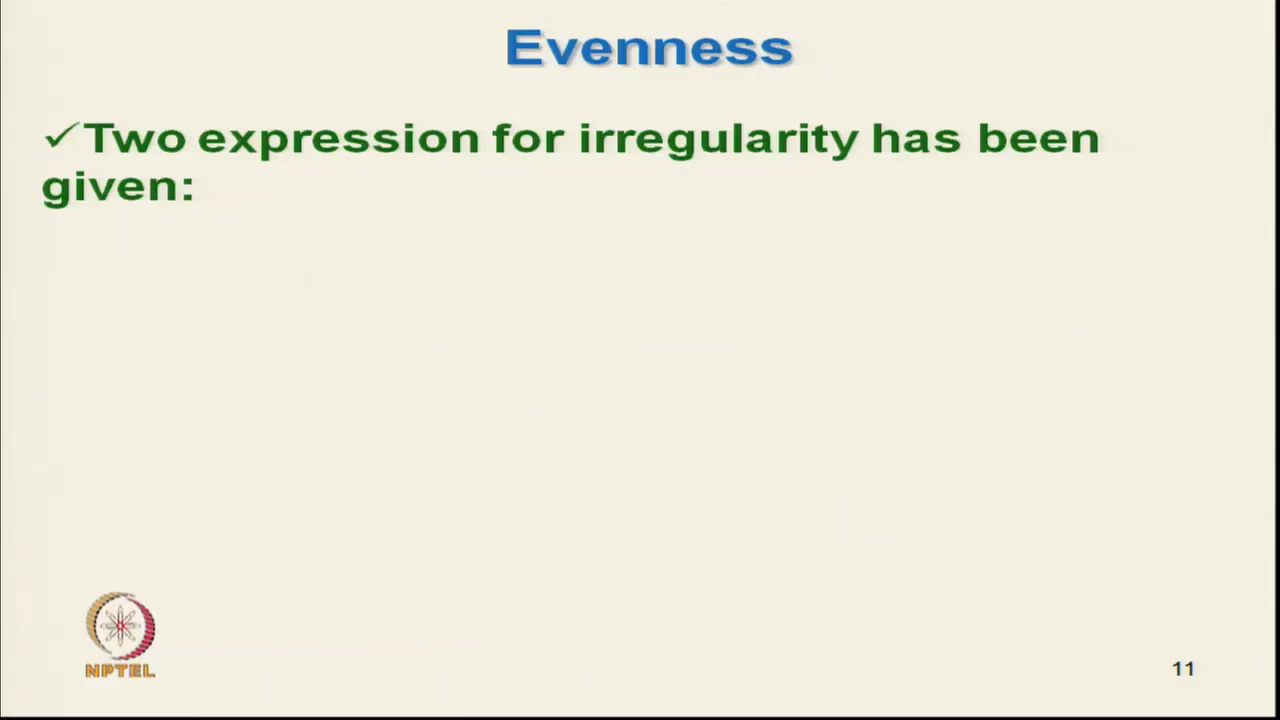 Evenness
✓Two expression for irregularity has been
given:
NPTEL
11